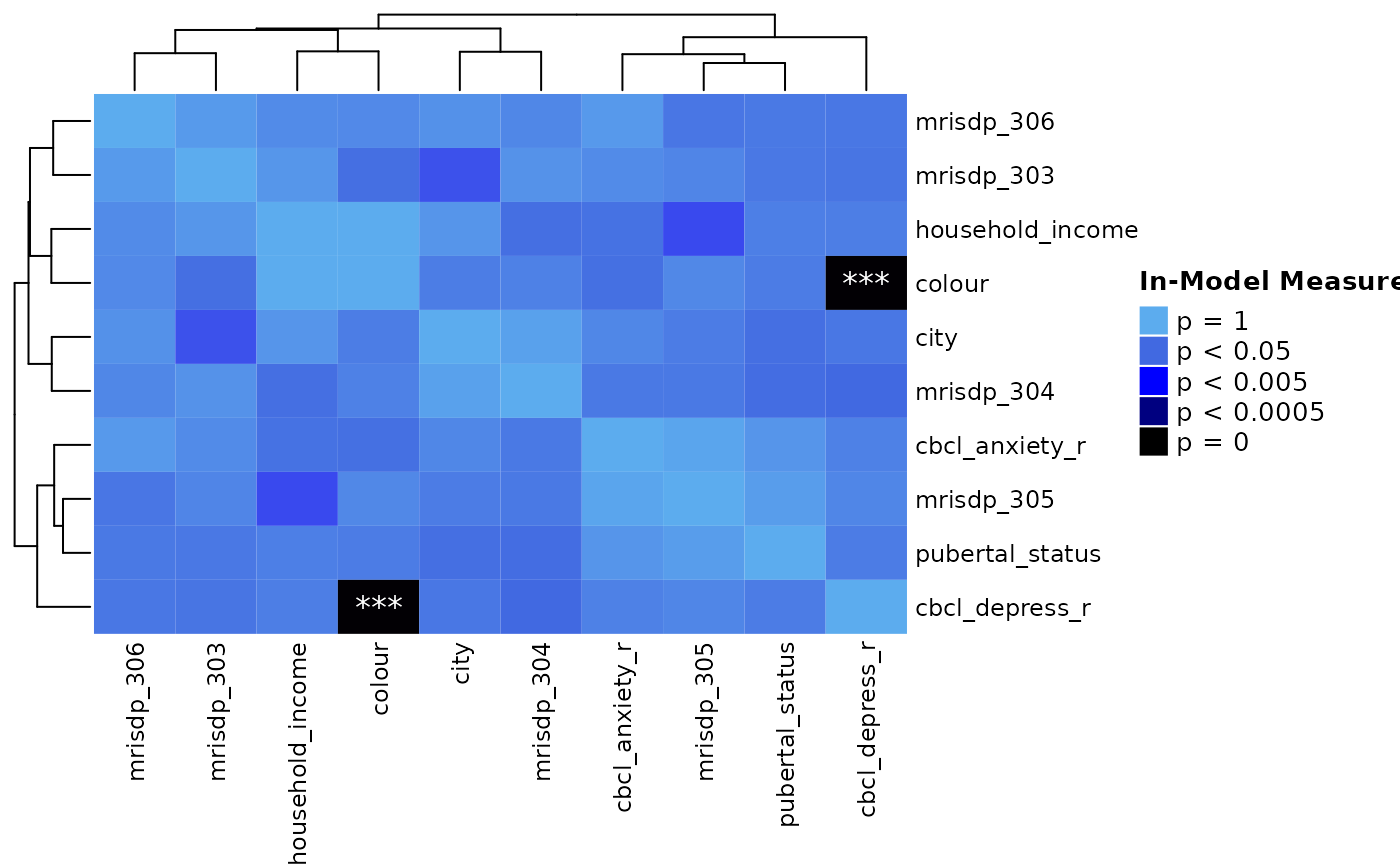 mrisdp_306
mrisdp_303
household_income
colour
***
city
mrisdp_304
cbcl_anxiety_r
mrisdp_305
pubertal_status
***
cbcl_depress_r
In-Model Measure
p = 1
p < 0.05
p < 0.005
p < 0.0005
p = 0
mrisdp_306
mrisdp_303
household_income
colour
city
mrisdp_304
cbcl_anxiety_r
mrisdp_305
pubertal_status
cbcl_depress_r